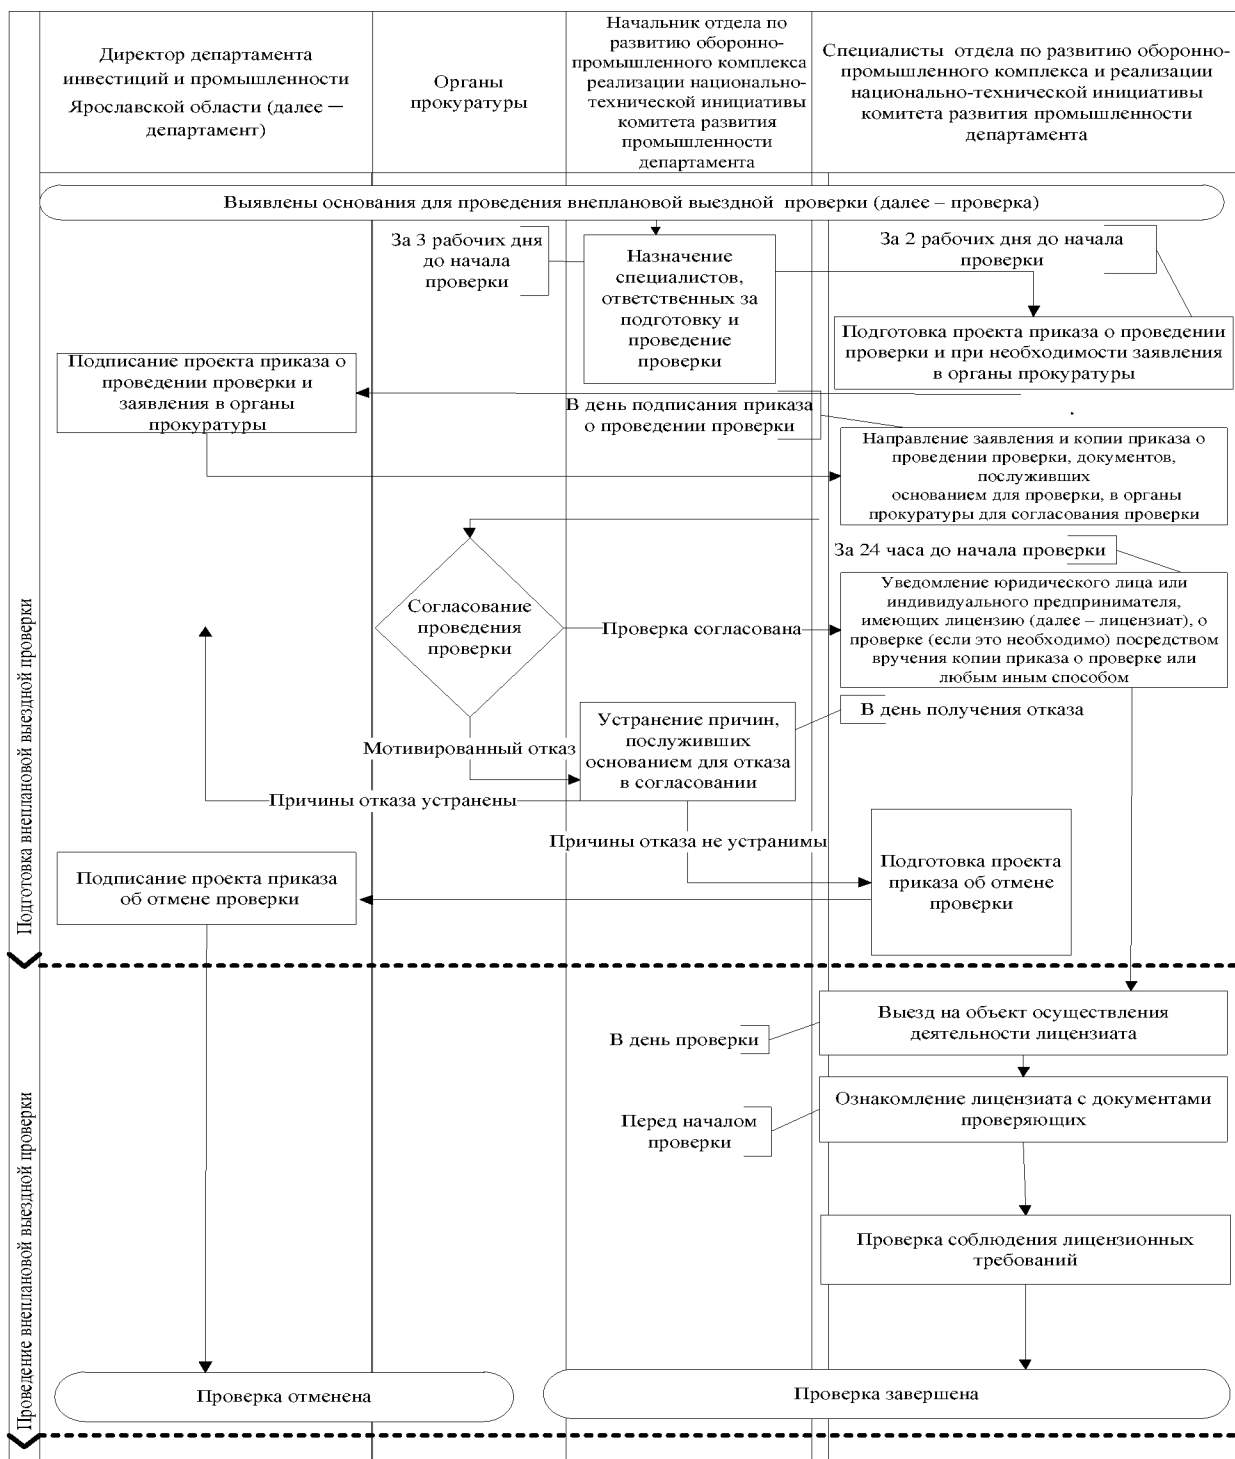 Директор департамента
инвестиций и промышленности
Ярославской области (далее —
департамент)
Органы
прокуратуры
Начальник отдела по
развитию оборонно-
промышленного комплекса
реализации национально-
технической инициативы
комитета развития
промышленности
департамента
Специалисты отдела по развитию оборонно-
промышленного комплекса и реализации
национально-технической инициативы
комитета развития промышленности
департамента
Подготовка внеплановой выездной проверки
Выявлены основания для проведения внеплановой выездной проверки (далее – проверка)
За 3 рабочих дня
до начала
проверки
Назначение
специалистов,
ответственных за
подготовку и
проведение
проверки
За 2 рабочих дня до начала
проверки
Подготовка проекта приказа о проведении
проверки и при необходимости заявления
в органы прокуратуры
Подписание проекта приказа о
проведении проверки и
заявления в органы
прокуратуры
В день подписания приказа
о проведении проверки
.
Направление заявления и копии приказа о
проведении проверки, документов,
послуживших
основанием для проверки, в органы
прокуратуры для согласования проверки
За 24 часа до начала проверки
Согласование
проведения
проверки
Проверка согласована
Уведомление юридического лица или
индивидуального предпринимателя,
имеющих лицензию (далее – лицензиат), о
проверке (если это необходимо) посредством
вручения копии приказа о проверке или
любым иным способом
Мотивированный отказ
Устранение причин,
послуживших
основанием для отказа
в согласовании
В день получения отказа
Причины отказа устранены
Причины отказа не устранимы
Подготовка проекта
приказа об отмене
проверки
Подписание проекта приказа
об отмене проверки
Проведение внеплановой выездной проверки
Выезд на объект осуществления
деятельности лицензиата
В день проверки
Ознакомление лицензиата с документами
проверяющих
Перед началом
проверки
Проверка соблюдения лицензионных
требований
Проверка отменена
Проверка завершена